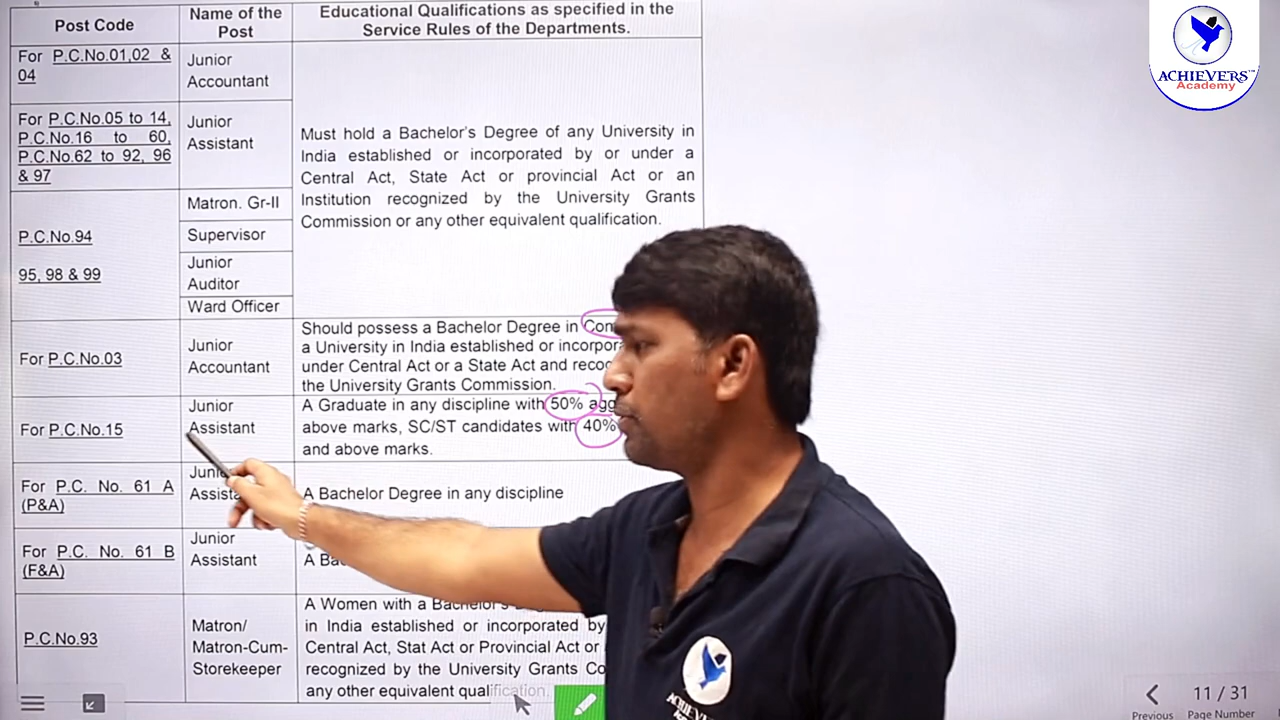 Post Code
Name of the
Post
Educational Qualifications as specified in the
Service Rules of the Departments.
For P.C.No.01,02 &
04
Junior
Accountant
For P.C.No.05 to 14,
P.C.No.16 to 60,
P.C.No.62 to 92, 96
& 97
Junior
Assistant
Must hold a Bachelor's Degree of any University in
India established or incorporated by or under a
Central Act, State Act or provincial Act or an
Institution recognized by the University Grants
Commission or any other equivalent qualification.
Matron. Gr-II
P.C.No.94
Supervisor
95, 98 & 99
Junior
Auditor
Ward Officer
For P.C.No.03
Junior
Accountant
Should possess a Bachelor Degree in
a University in India established or
under Central Act or a State Act and
the University Grants Commission.
For P.C.No.15
Junior
Assistant
A Graduate in any discipline with 50%
above marks, SC/ST candidates with 40%
and above marks.
For P.C. No. 61 A
(P&A)
A Bachelor Degree in any discipline
For P.C. No. 61 B
(F&A)
Junior
Assistant
A
P.C.No.93
Matron/
Matron-Cum-
Storekeeper
A Women with a Bachelor's
in India established or incorporated by
Central Act, Stat Act or Provincial Act or
recognized by the University Grants
any other equivalent qualification.
ACHIEVERS™
Academy
ACHIEVERS
Previous
11 / 31
Page Number